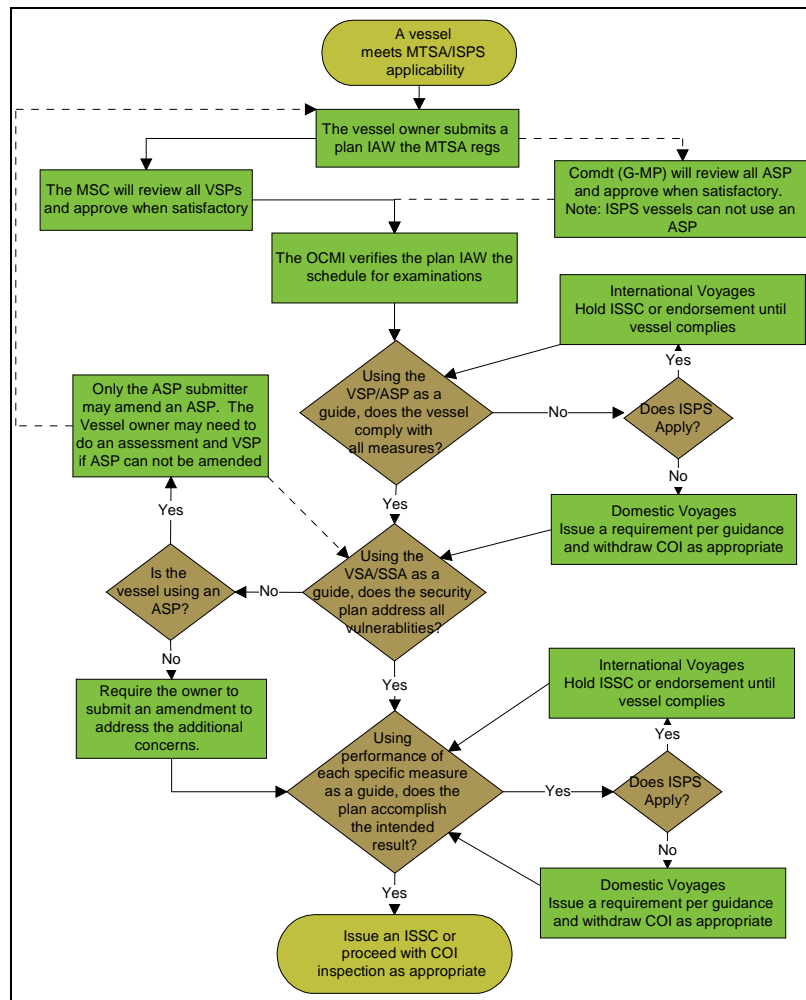 A vessel
meets MTSA/ISPS
applicability
The vessel owner submits a
plan IAW the MTSA regs
The MSC will review all VSPs
and approve when satisfactory
Comdt (G-MP) will review all ASP
and approve when satisfactory.
Note: ISPS vessels can not use an
ASP
The OCMI verifies the plan IAW the
schedule for examinations
International Voyages
Hold ISSC or endorsement until
vessel complies
Yes
Using the
VSP/ASP as a
guide, does the vessel
comply with
all measures?
No
Does ISPS
Apply?
No
Yes
Domestic Voyages
Issue a requirement per guidance
and withdraw COI as appropriate
Only the ASP submitter
may amend an ASP.  The
Vessel owner may need to
do an assessment and VSP
if ASP can not be amended
Yes
Is the
vessel using an
ASP?
No
Using the
VSA/SSA as a
guide, does the security
plan address all
vulnerablities?
No
Yes
Require the owner to
submit an amendment to
address the additional
concerns.
International Voyages
Hold ISSC or endorsement until
vessel complies
Yes
Using
performance of
each specific measure
as a guide, does the
plan accomplish
the intended
result?
Yes
Does ISPS
Apply?
No
Yes
Domestic Voyages
Issue a requirement per guidance
and withdraw COI as appropriate
Issue an ISSC or
proceed with COI
inspection as appropriate